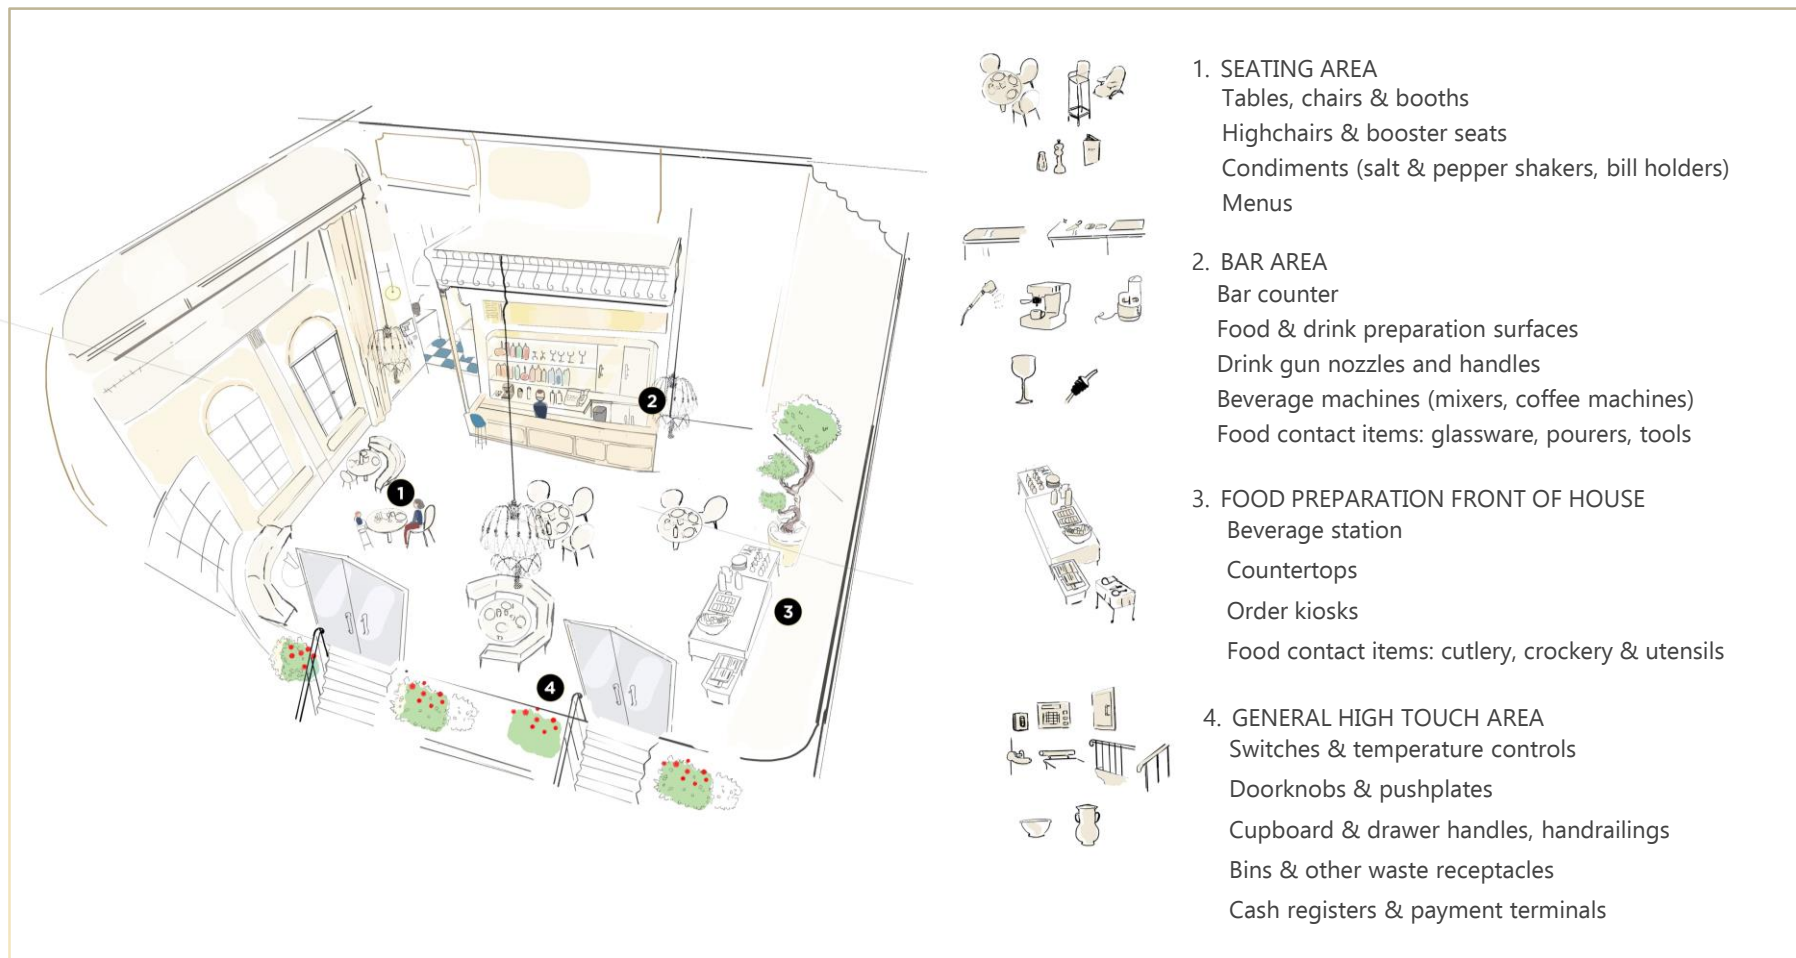 1
2
3
4
1. SEATING AREA
Tables, chairs & booths
Highchairs & booster seats
Condiments (salt & pepper shakers, bill holders)
Menus
2. BAR AREA
Bar counter
Food & drink preparation surfaces
Drink gun nozzles and handles
Beverage machines (mixers, coffee machines)
Food contact items: glassware, pourers, tools
3. FOOD PREPARATION FRONT OF HOUSE
Beverage station
Countertops
Order kiosks
Food contact items: cutlery, crockery & utensils
4. GENERAL HIGH TOUCH AREA
Switches & temperature controls
Doorknobs & pushplates
Cupboard & drawer handles, handrailings
Bins & other waste receptacles
Cash registers & payment terminals